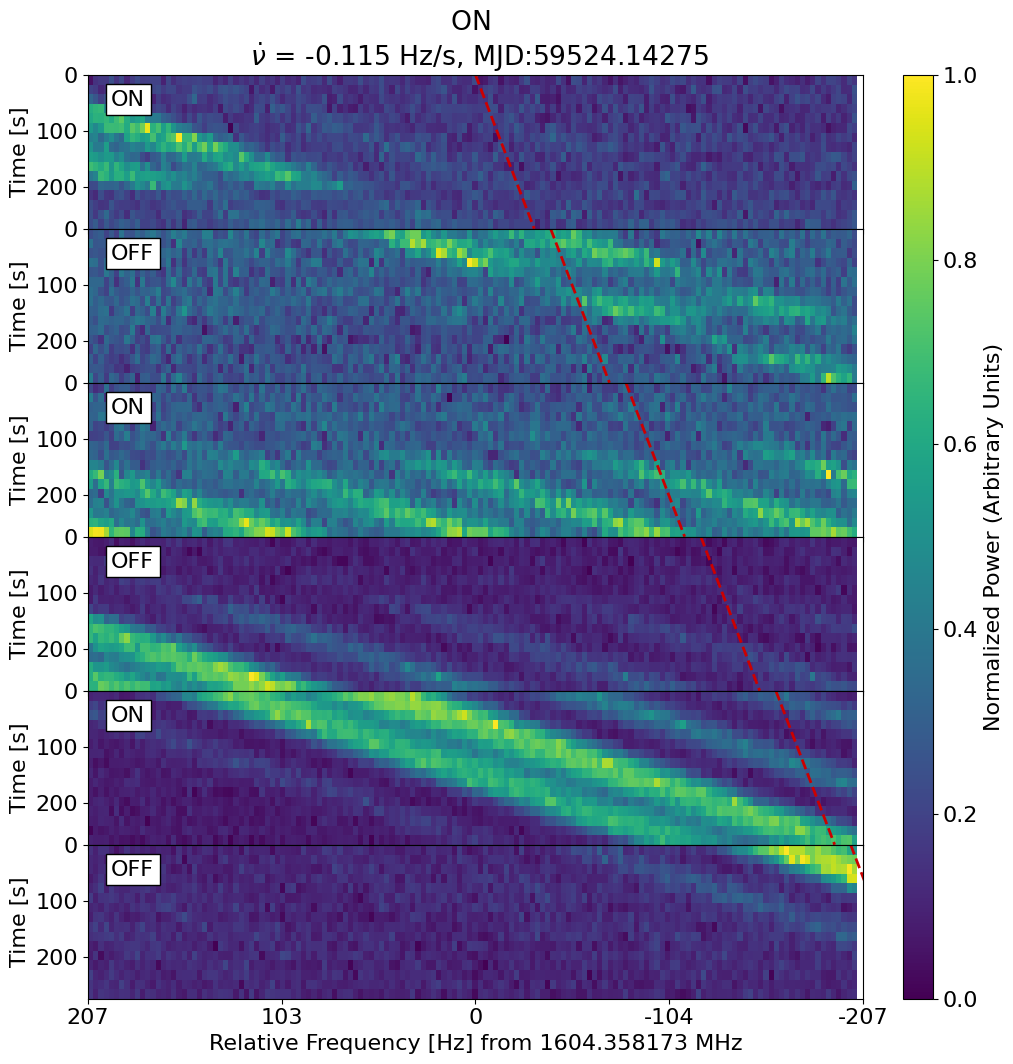 ON
ν̇ = -0.115 Hz/s, MJD:59524.14275
0
ON
100
Time [s]
200
0
OFF
100
Time [s]
200
0
ON
100
Time [s]
200
0
OFF
100
Time [s]
200
0
ON
100
Time [s]
200
0
OFF
100
Time [s]
200
207 103 0 -104 -207
Relative Frequency [Hz] from 1604.358173 MHz
1.0
0.8
0.6
0.4
0.2
0.0
Normalized Power (Arbitrary Units)